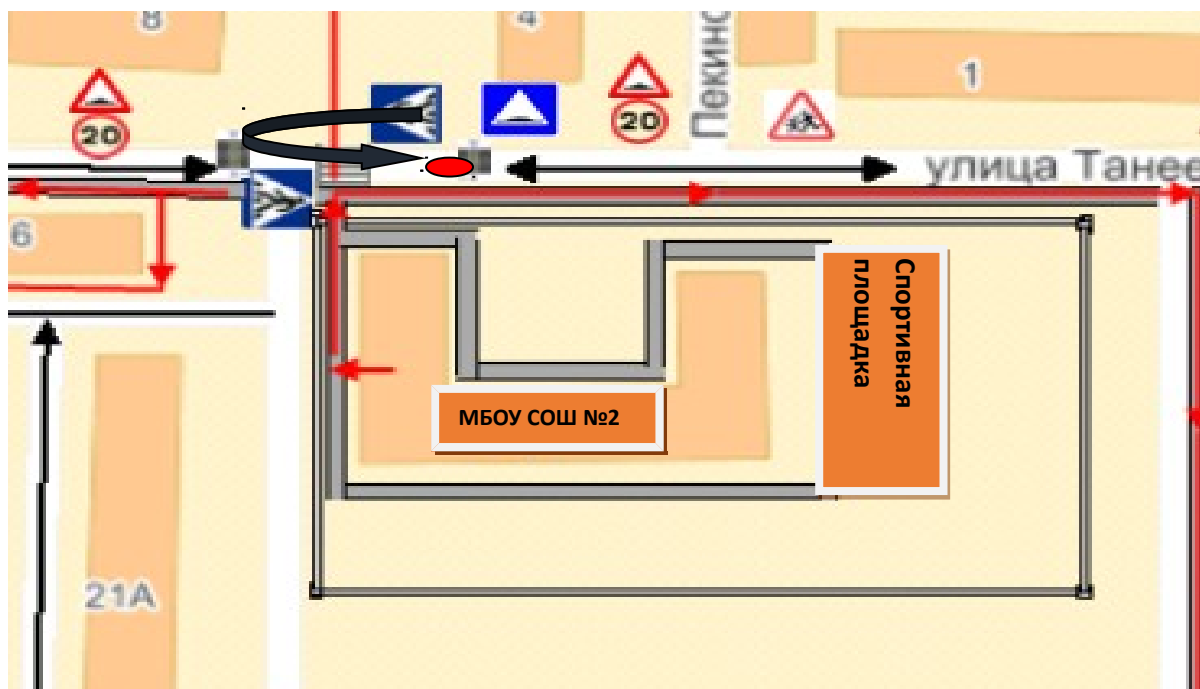 8
4
1
20
20
Пекинс
улица Танее
6
Спортивная
площадка
МБОУ СОШ №2
21А